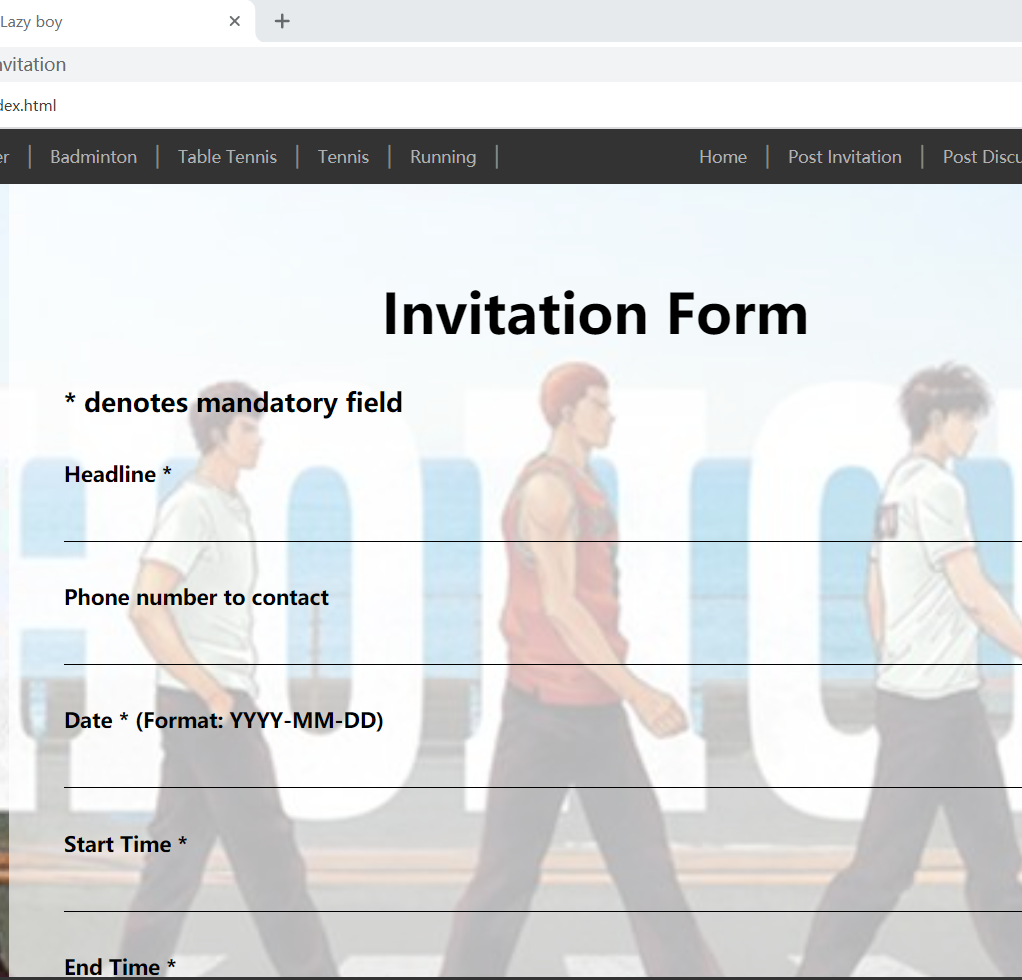 Lazy boy
nvitation
dex.html
er | Badminton | Table Tennis | Tennis | Running | Home | Post Invitation | Post Discu
Invitation Form
* denotes mandatory field
Headline *
Phone number to contact
Date * (Format: YYYY-MM-DD)
Start Time *
End Time *